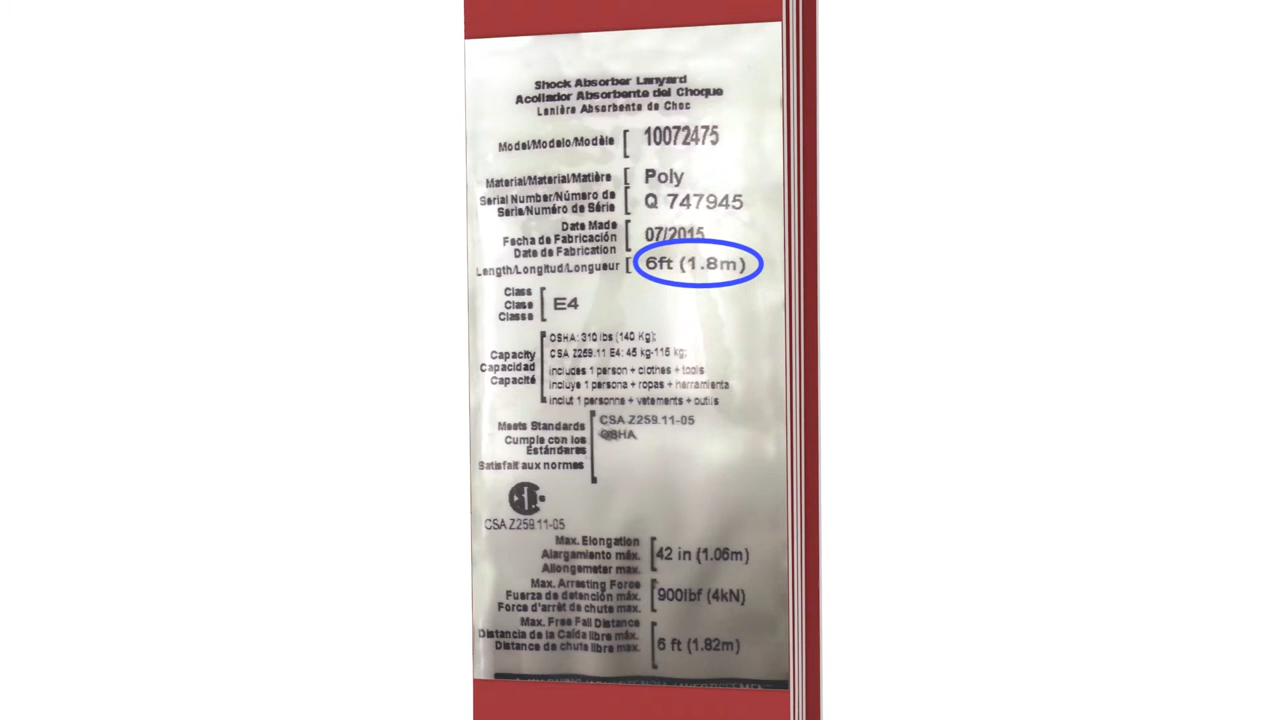 Shock Absorber Lanyard
Acollador Absorbente del Choque
Lanière Absorbente de Choc
Model/Modelo/Modèle [ 10072475
Material/Material/Matière [ Poly
Serial Number/Número de
Serie/Numéro de Série [ Q 747945
Date Made
Fecha de Fabricación [ 07/2015
Date de Fabrication
Length/Longitud/Longueur [ 6ft (1.8m)
Class
Clase [ E4
Classe
OSHA: 310 lbs (140 Kg);
Capacity CSA Z259.11 E4: 45 kg-115 kg;
Capacidad includes 1 person + clothes + tools
Capacité incluye 1 persona + ropas + herramienta
inclut 1 personne + vetements + outils
Meets Standards [ CSA Z259.11-05
Cumple con los OSHA
Estándares
Satisfait aux normes
CSA Z259.11-05
Max. Elongation
Alargamiento máx. [ 42 in (1.06m)
Allongemeter max.
Max. Arresting Force
Fuerza de detención máx. [ 900lbf (4kN)
Force d'arrêt de chute max.
Max. Free Fall Distance
Distancia de la Caída libre máx. [ 6 ft (1.82m)
Distance de chute libre max.